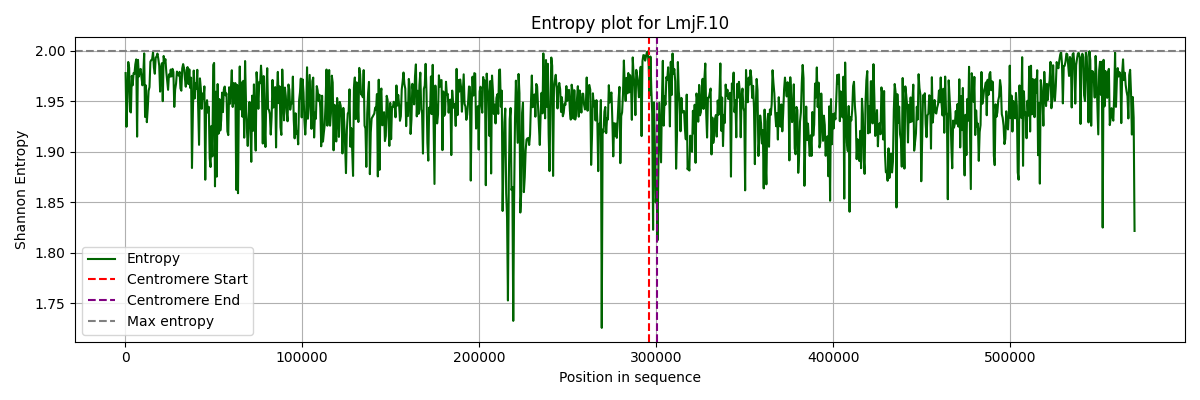 Entropy plot for LmjF.10
Shannon Entropy
2.00
1.95
1.90
1.85
1.80
1.75
Entropy
Centromere Start
Centromere End
Max entropy
0
100000
200000
300000
400000
500000
Position in sequence